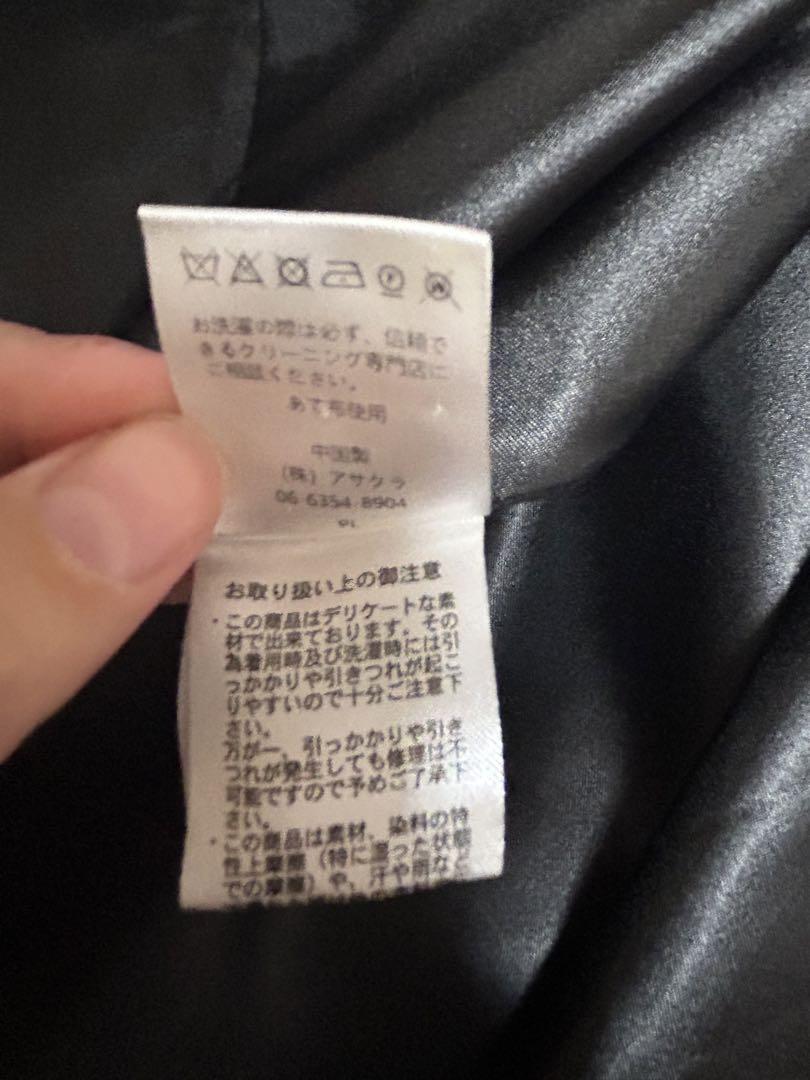 お洗濯の際は必ず、信頼で
きるクリーニング専門店に
ご相談ください。
あて布使用
中国製
(株) アサクラ
06 6354 8904
お取り扱い上の御注意
・この商品はデリケートな素
材で出来ております。その
為着用時及び洗濯時には引
っかかりや引きつれが起こ
りやすいので十分ご注意下
さい。
万が一、引っかかりや引き
つれが発生しても修理は不
可能ですので予めご了承下
さい。
・この商品は素材、染料の特
性上摩擦（特に湿った状態
での摩擦）や、汗や雨など